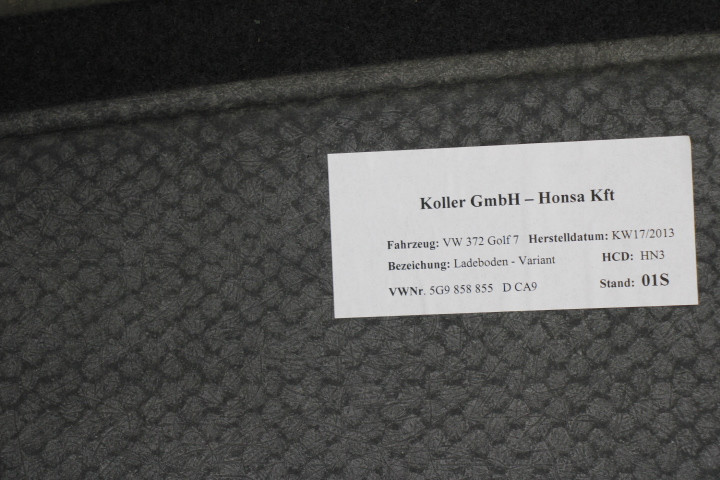 Koller GmbH – Honsa Kft
Fahrzeug: VW 372 Golf 7 Herstelldatum: KW17/2013
Bezeichung: Ladeboden - Variant HCD: HN3
VWNr. 5G9 858 855 D CA9 Stand: 01S